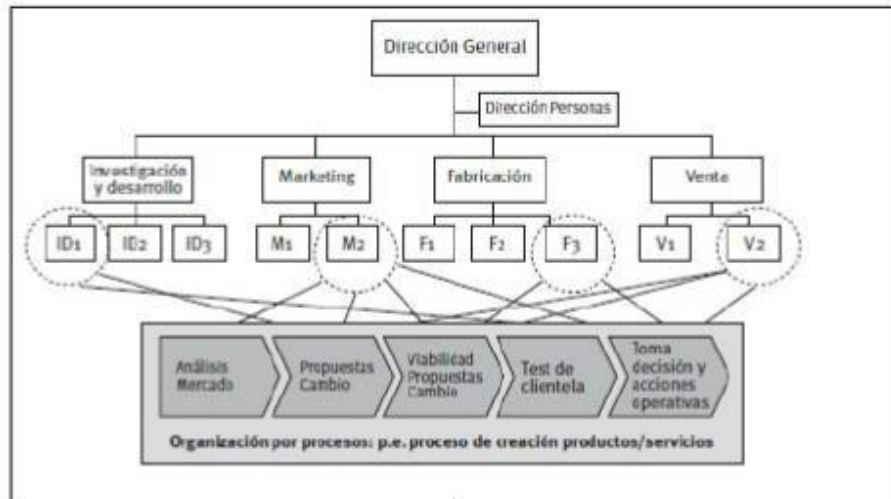 Dirección General
Dirección Personas
Investigación
y desarrollo
Marketing
Fabricación
Venta
ID1
ID2
ID3
M1
M2
F1
F2
F3
V1
V2
Análisis
Mercado
Propuestas
Cambio
Viabilidad
Propuestas
Cambio
Test de
clientela
Toma
decisión y
acciones
operativas
Organización por procesos: p.e. proceso de creación productos/servicios